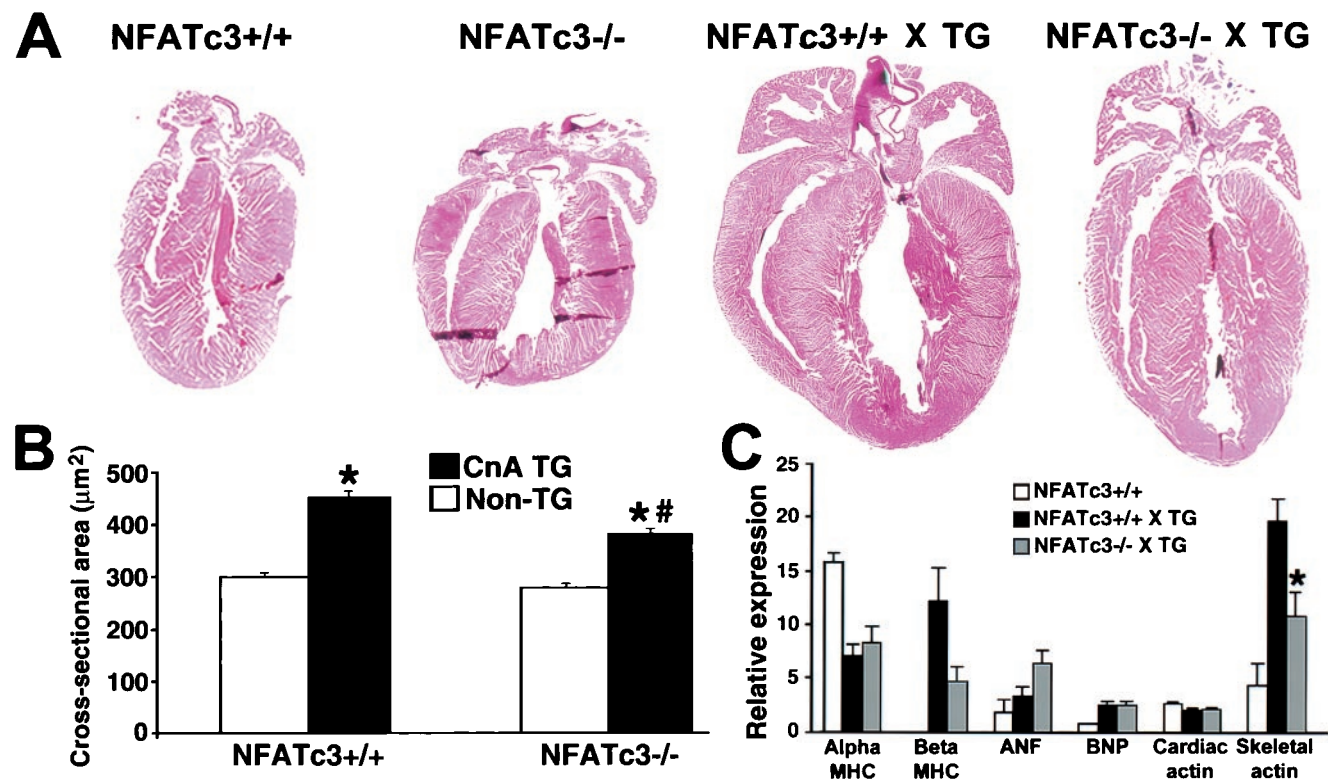 A
NFATc3+/+
NFATc3-/-
NFATc3+/+ X TG
NFATc3-/- X TG
B
Cross-sectional area (μm²)
500
400
300
200
100
0
*
*#
CnA TG
Non-TG
NFATc3+/+
NFATc3-/-
C
Relative expression
25
20
15
10
5
0
NFATc3+/+
NFATc3+/+ X TG
NFATc3-/- X TG
*
Alpha MHC
Beta MHC
ANF
BNP
Cardiac actin
Skeletal actin